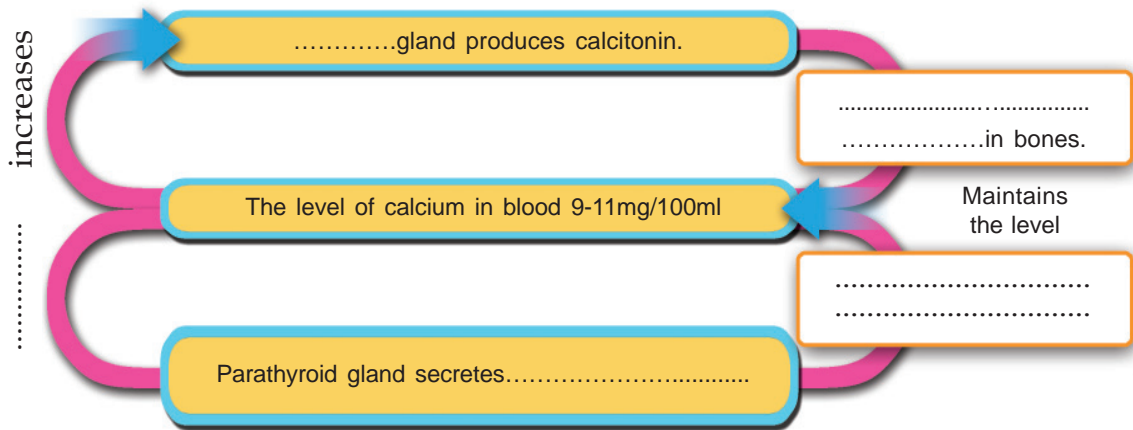 increases
.............gland produces calcitonin.
..........................................
..................in bones.
The level of calcium in blood 9-11mg/100ml
Maintains
the level
................
................................
................................
Parathyroid gland secretes.................................